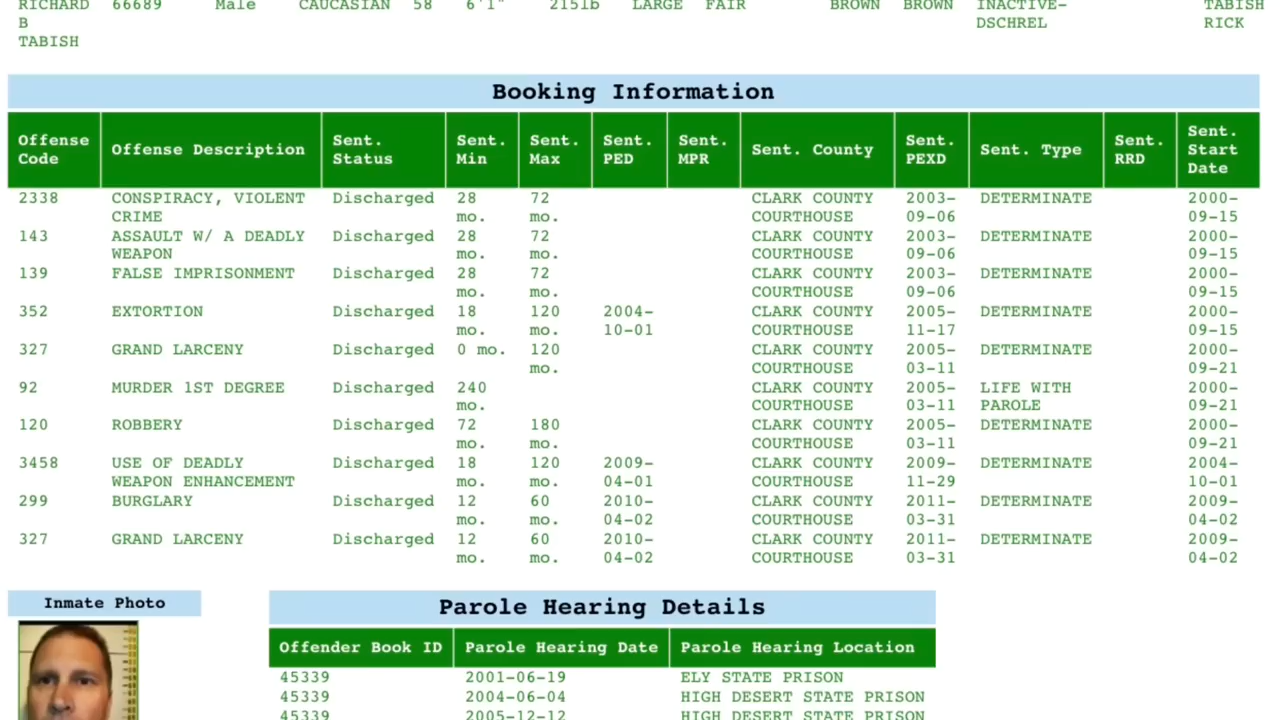 RICHARD 66689 Male CAUCASIAN 58 6'1" 215lb LARGE FAIR BROWN BROWN INACTIVE- TABISH
B DSCHREL RICK
TABISH
Booking Information
Offense Code Offense Description Sent. Status Sent. Min Sent. Max Sent. PED Sent. MPR Sent. County Sent. PEXD Sent. Type Sent. RRD Sent. Start Date
2338 CONSPIRACY, VIOLENT Discharged 28 72 CLARK COUNTY 2003- DETERMINATE 2000-
CRIME mo. mo. COURTHOUSE 09-06 09-15
143 ASSAULT W/ A DEADLY Discharged 28 72 CLARK COUNTY 2003- DETERMINATE 2000-
WEAPON mo. mo. COURTHOUSE 09-06 09-15
139 FALSE IMPRISONMENT Discharged 28 72 CLARK COUNTY 2003- DETERMINATE 2000-
mo. mo. COURTHOUSE 09-06 09-15
352 EXTORTION Discharged 18 120 2004- CLARK COUNTY 2005- DETERMINATE 2000-
mo. mo. 10-01 COURTHOUSE 11-17 09-15
327 GRAND LARCENY Discharged 0 mo. 120 CLARK COUNTY 2005- DETERMINATE 2000-
mo. COURTHOUSE 03-11 09-21
92 MURDER 1ST DEGREE Discharged 240 CLARK COUNTY 2005- LIFE WITH 2000-
mo. COURTHOUSE 03-11 PAROLE 09-21
120 ROBBERY Discharged 72 180 CLARK COUNTY 2005- DETERMINATE 2000-
mo. mo. COURTHOUSE 03-11 09-21
3458 USE OF DEADLY Discharged 18 120 2009- CLARK COUNTY 2009- DETERMINATE 2004-
WEAPON ENHANCEMENT mo. mo. 04-01 COURTHOUSE 11-29 10-01
299 BURGLARY Discharged 12 60 2010- CLARK COUNTY 2011- DETERMINATE 2009-
mo. mo. 04-02 COURTHOUSE 03-31 04-02
327 GRAND LARCENY Discharged 12 60 2010- CLARK COUNTY 2011- DETERMINATE 2009-
mo. mo. 04-02 COURTHOUSE 03-31 04-02
Inmate Photo
Parole Hearing Details
Offender Book ID Parole Hearing Date Parole Hearing Location
45339 2001-06-19 ELY STATE PRISON
45339 2004-06-04 HIGH DESERT STATE PRISON
45339 2005-12-12 HIGH DESERT STATE PRISON